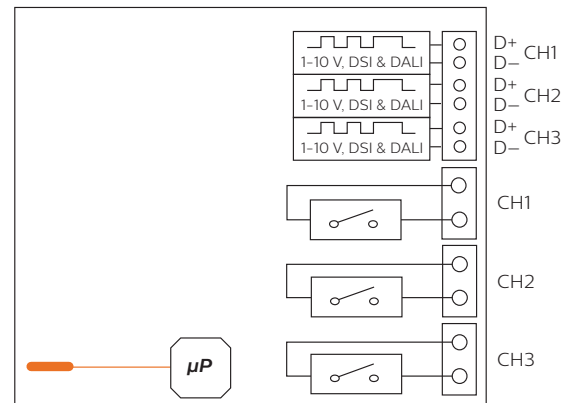 D+
1-10 V, DSI & DALI
D−
CH1
D+
1-10 V, DSI & DALI
D−
CH2
D+
1-10 V, DSI & DALI
D−
CH3
CH1
CH2
CH3
µP